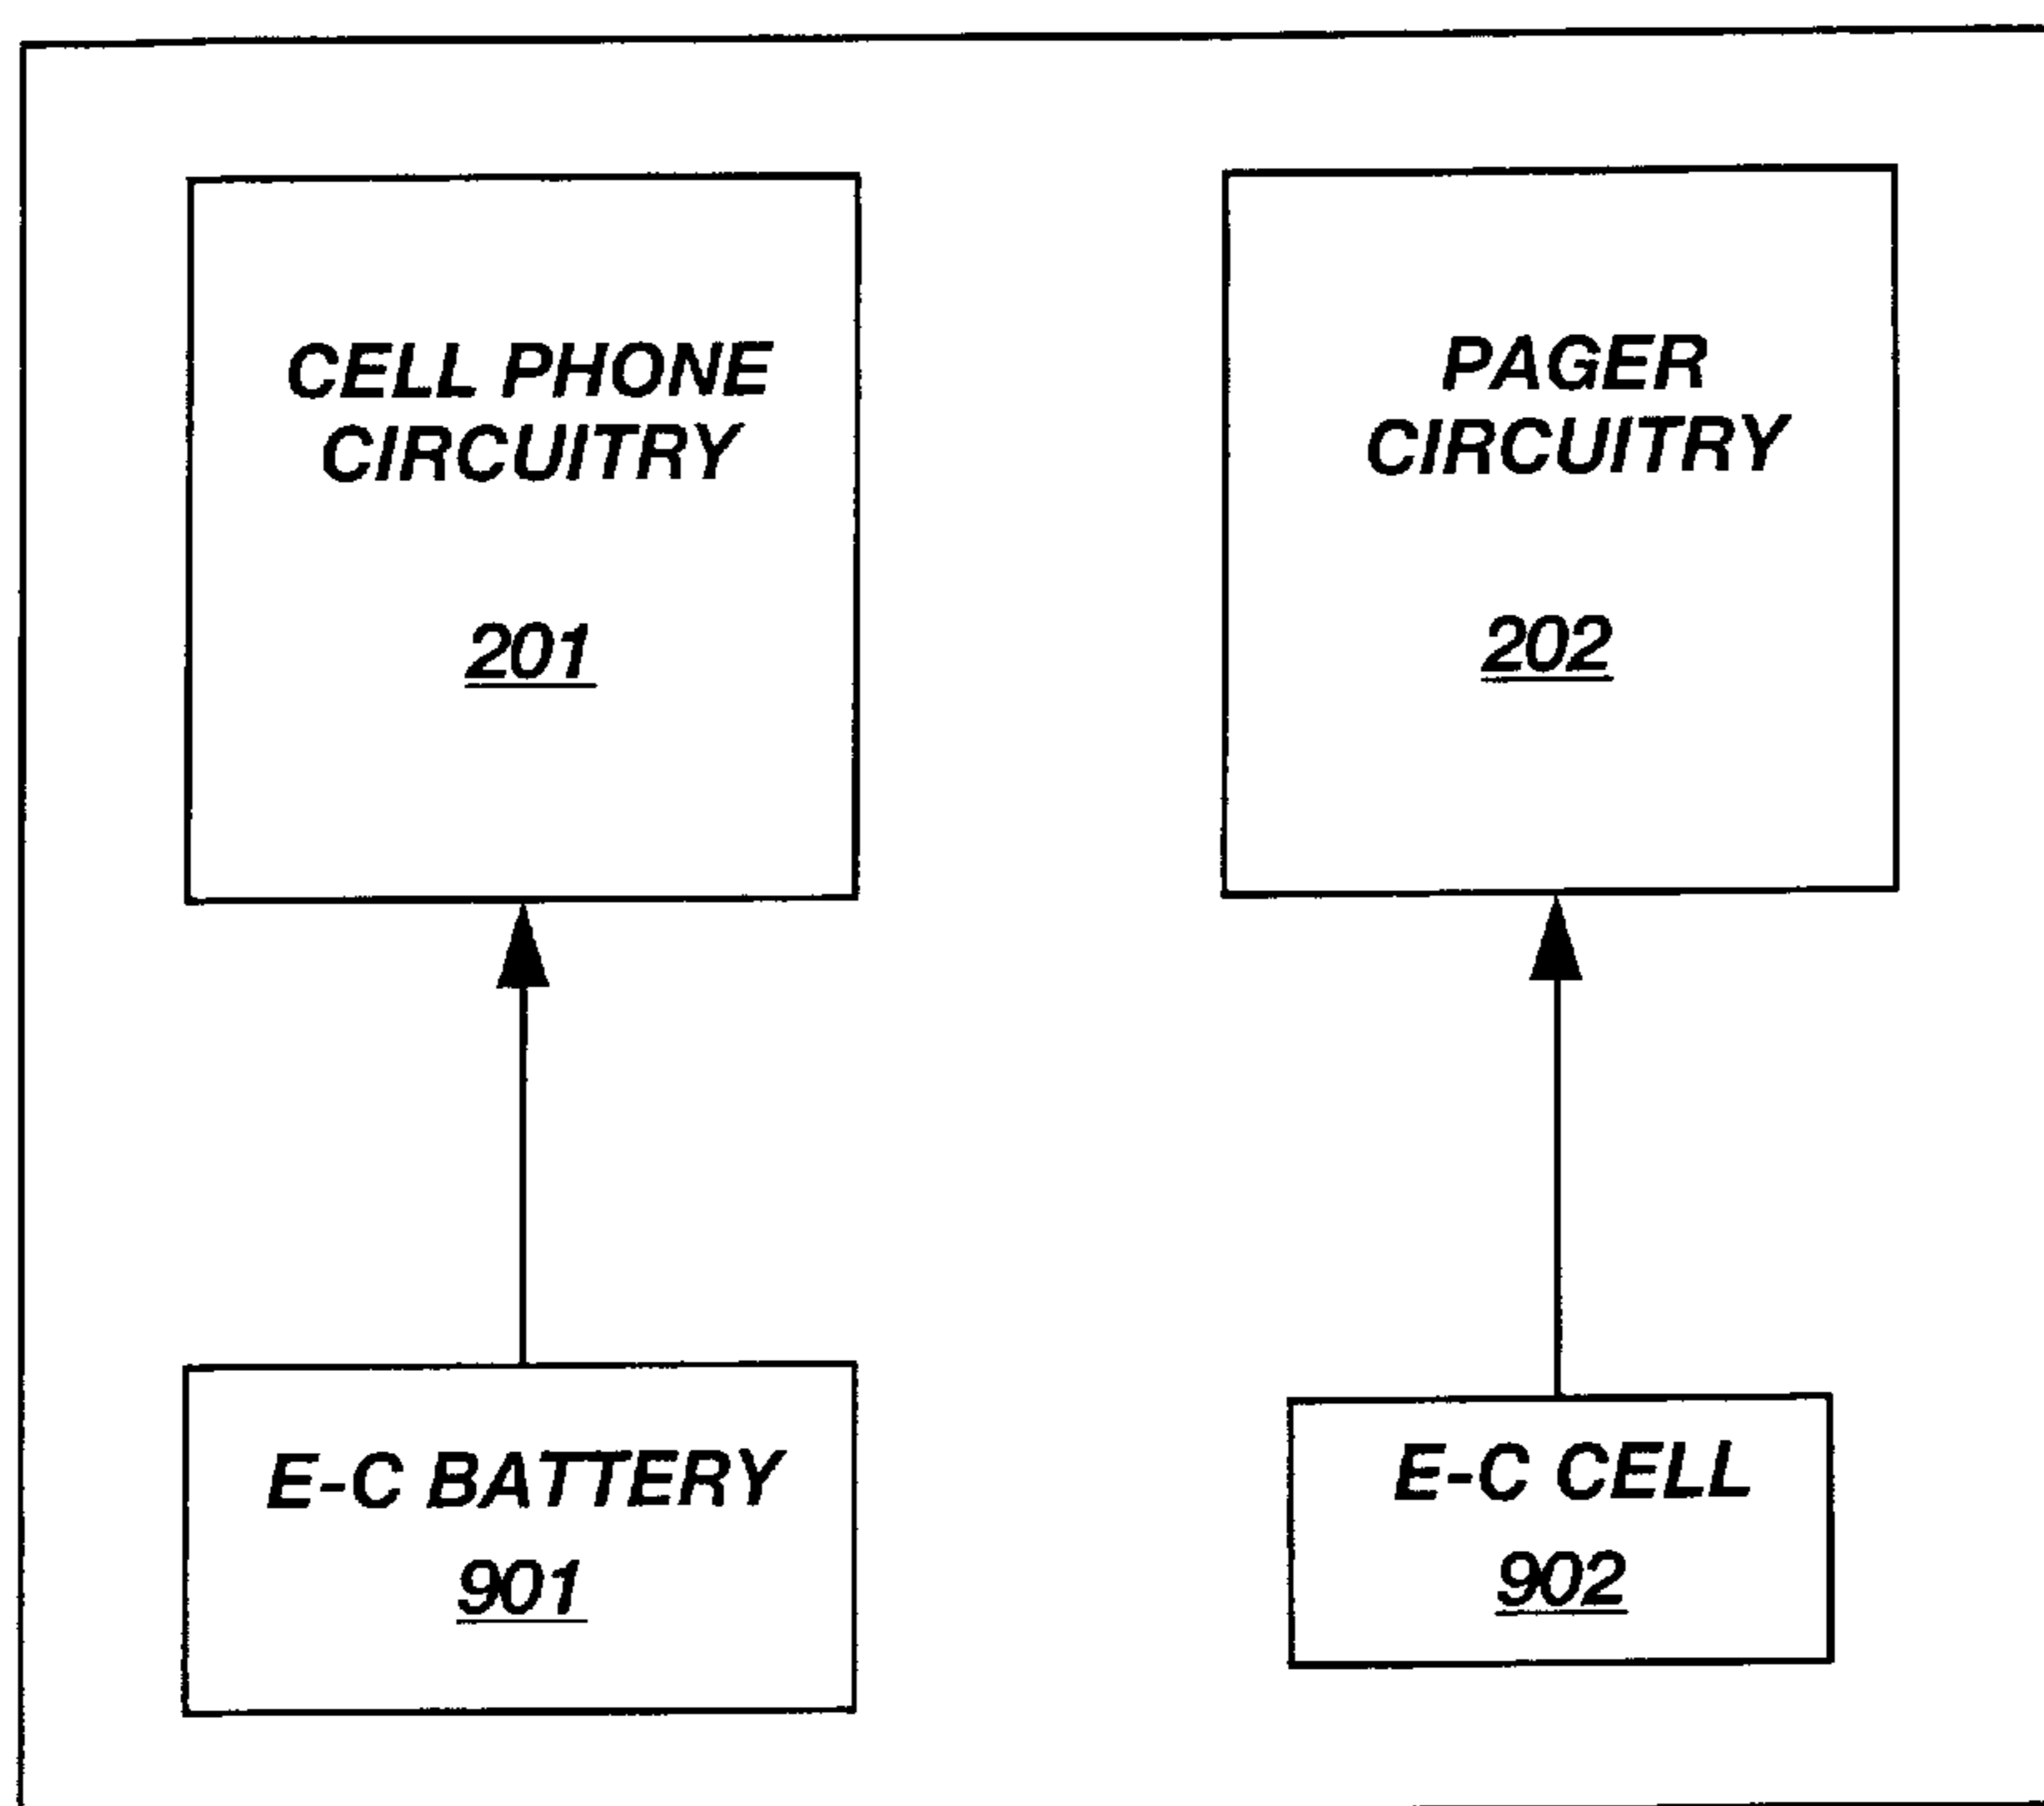 CELL PHONE
CIRCUITRY
201
PAGER
CIRCUITRY
202
E-C BATTERY
901
E-C CELL
902